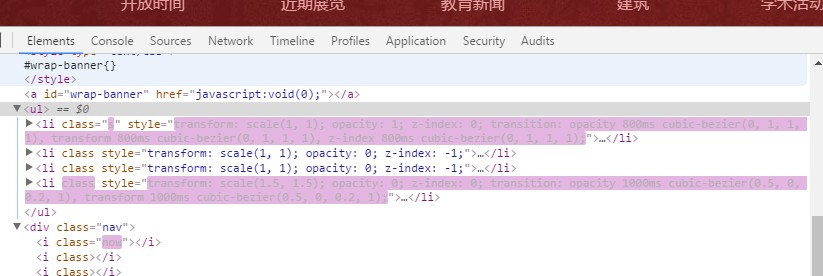 开放时间 近期展览 教育新闻 建筑 学术活动
Elements Console Sources Network Timeline Profiles Application Security Audits
#wrap-banner{}
</style>
<a id="wrap-banner" href="javascript:void(0);"></a>
▼<ul> == $0
▶<li class="s" style="transform: scale(1, 1); opacity: 1; z-index: 0; transition: opacity 800ms cubic-bezier(0, 1, 1,
1), transform 800ms cubic-bezier(0, 1, 1, 1), z-index 800ms cubic-bezier(0, 1, 1, 1);">…</li>
▶<li class style="transform: scale(1, 1); opacity: 0; z-index: -1;">…</li>
▶<li class style="transform: scale(1, 1); opacity: 0; z-index: -1;">…</li>
▶<li class style="transform: scale(1.5, 1.5); opacity: 0; z-index: 0; transition: opacity 1000ms cubic-bezier(0.5, 0,
0.2, 1), transform 1000ms cubic-bezier(0.5, 0, 0.2, 1);">…</li>
</ul>
▼<div class="nav">
<i class="now"></i>
<i class></i>
<i class></i>